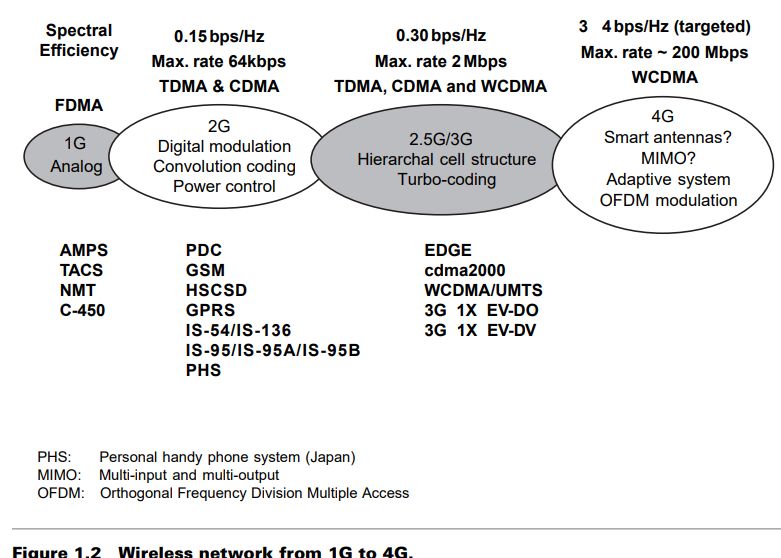 Spectral
Efficiency
0.15 bps/Hz
Max. rate 64kbps
TDMA & CDMA
0.30 bps/Hz
Max. rate 2 Mbps
TDMA, CDMA and WCDMA
3 4 bps/Hz (targeted)
Max. rate ~ 200 Mbps
WCDMA
FDMA
1G
Analog
2G
Digital modulation
Convolution coding
Power control
2.5G/3G
Hierarchal cell structure
Turbo-coding
4G
Smart antennas?
MIMO?
Adaptive system
OFDM modulation
AMPS
TACS
NMT
C-450
PDC
GSM
HSCSD
GPRS
IS-54/IS-136
IS-95/IS-95A/IS-95B
PHS
EDGE
cdma2000
WCDMA/UMTS
3G 1X EV-DO
3G 1X EV-DV
PHS: Personal handy phone system (Japan)
MIMO: Multi-input and multi-output
OFDM: Orthogonal Frequency Division Multiple Access
Figure 1.2 Wireless network from 1G to 4G.